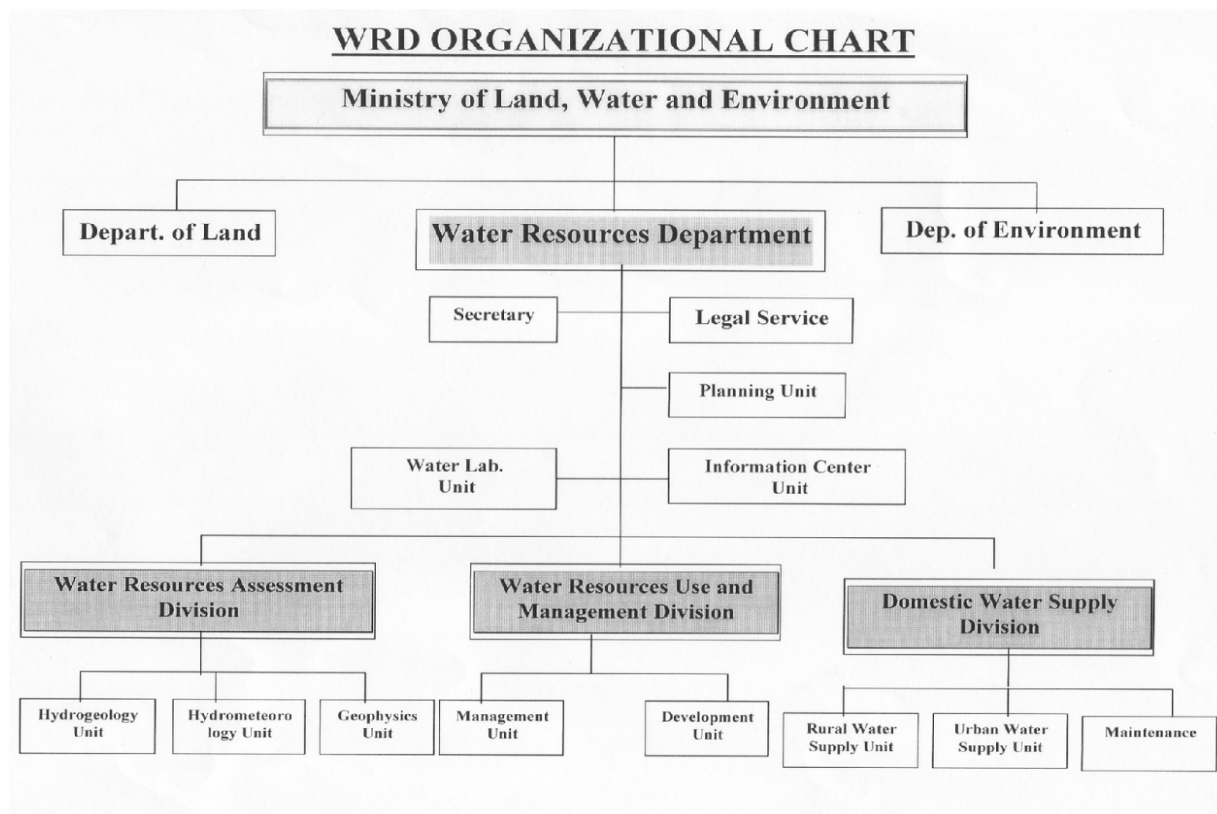 WRD ORGANIZATIONAL CHART
Ministry of Land, Water and Environment
Depart. of Land
Water Resources Department
Dep. of Environment
Secretary
Legal Service
Planning Unit
Water Lab.
Unit
Information Center
Unit
Water Resources Assessment
Division
Water Resources Use and
Management Division
Domestic Water Supply
Division
Hydrogeology
Unit
Hydrometeoro
logy Unit
Geophysics
Unit
Management
Unit
Development
Unit
Rural Water
Supply Unit
Urban Water
Supply Unit
Maintenance